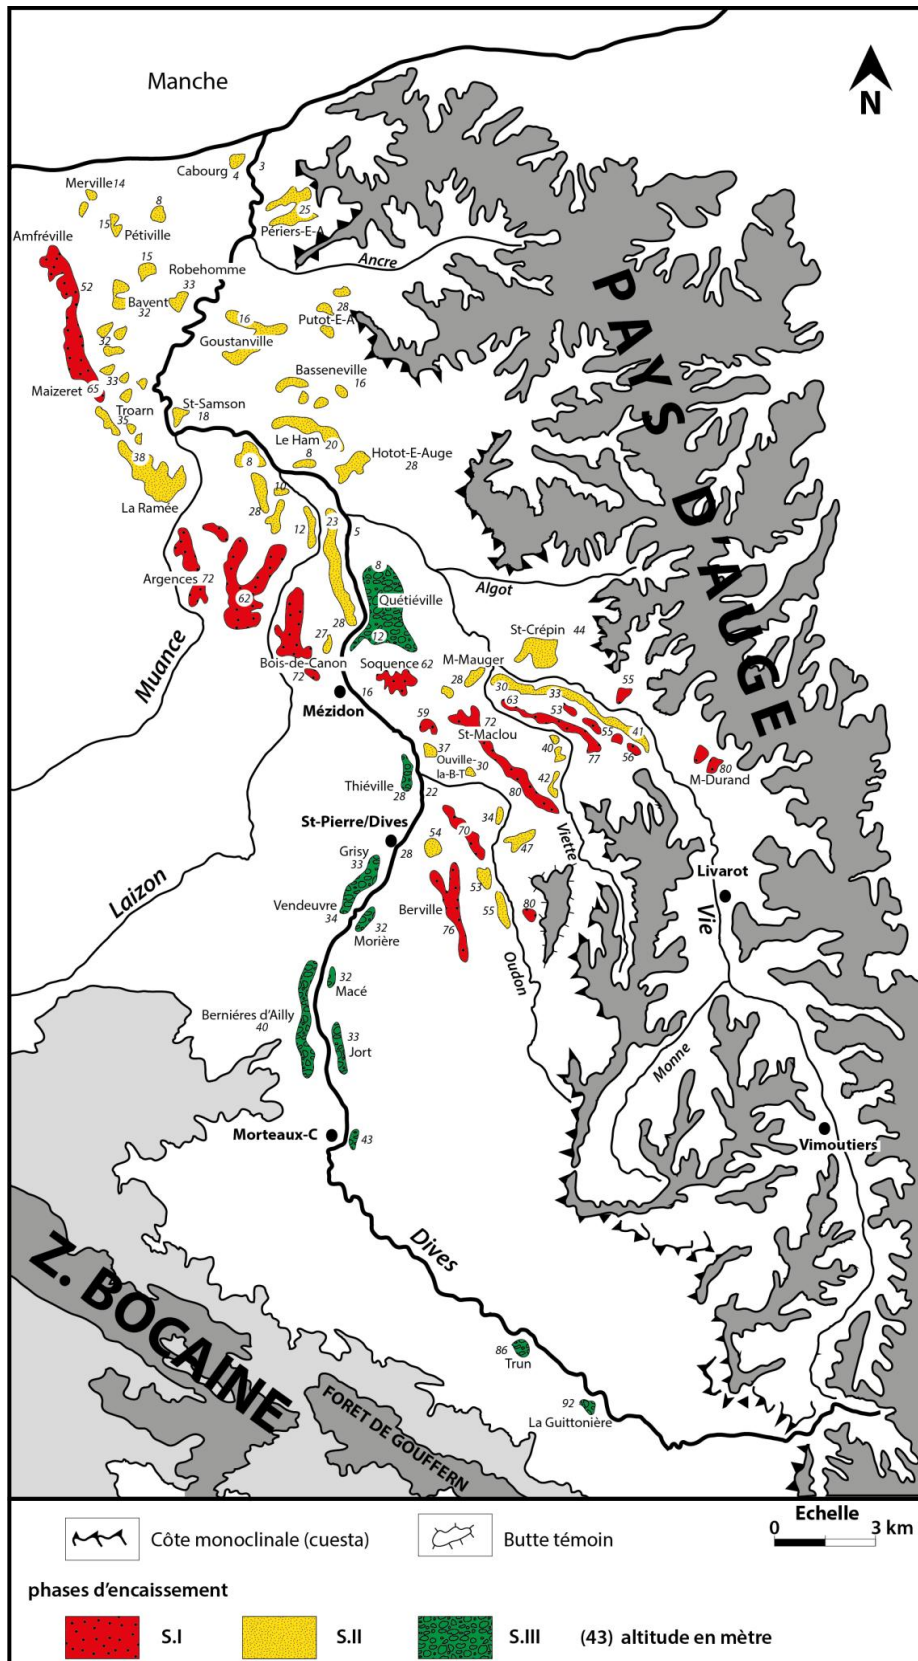 Manche
N
Cabourg
4
3
Merville 14
8
15
Pétiville
25
Périers-E-A
Amfréville
Ancre
15
52
Robehomme
33
Bavent
32
28
Putot-E-A
16
Goustanville
32
PAYS D'AUGE
Basseneville
16
33
Maizeret 65
St-Samson
18
Troarn
35
Le Ham
20
8
Hotot-E-Auge
28
38
8
La Ramée
10
28
12
23
5
Argences 72
62
8
Algot
Quétiéville
St-Crépin 44
Muance
28
27
12
Bois-de-Canon
72
Soquence 62
M-Mauger
28
30
33
55
Mézidon
16
63
53
59
72
St-Maclou
55
41
56
40
77
37
Ouville-
la-B-T
30
80
M-Durand
Thiéville
28
22
42
80
St-Pierre/Dives
34
Viette
70
54
47
28
Grisy
33
Livarot
Laizon
53
Vendeuvre
34
Berville
55
80
Vie
32
Morière
76
Oudon
32
Macé
Berniéres d'Ailly
40
33
Jort
Monne
Morteaux-C
43
Vimoutiers
Dives
Z. BOCAINE
86
Trun
FORET DE GOUFFERN
92
La Guittonière
Côte monoclinale (cuesta)
Butte témoin
Echelle
0
3 km
phases d'encaissement
S.I
S.II
S.III
(43) altitude en mètre